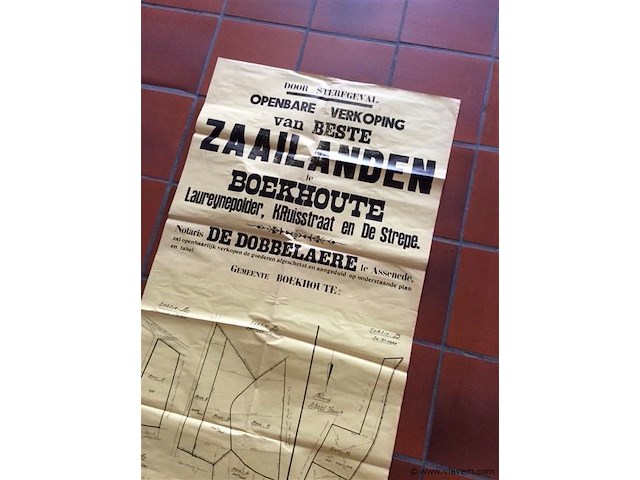 DOOR STERFGEVAL.
OPENBARE VERKOPING
van BESTE
ZAAILANDEN
te
BOEKHOUTE
Laureynepolder, KRuisstraat en De Strepe.
Notaris DE DOBBELAERE te Assenede,
zal openbaarlijk verkopen de goederen afgeschetst en aangeduid op onderstaande plan
en tabel.
GEMEENTE BOEKHOUTE:
© www.viavem.com